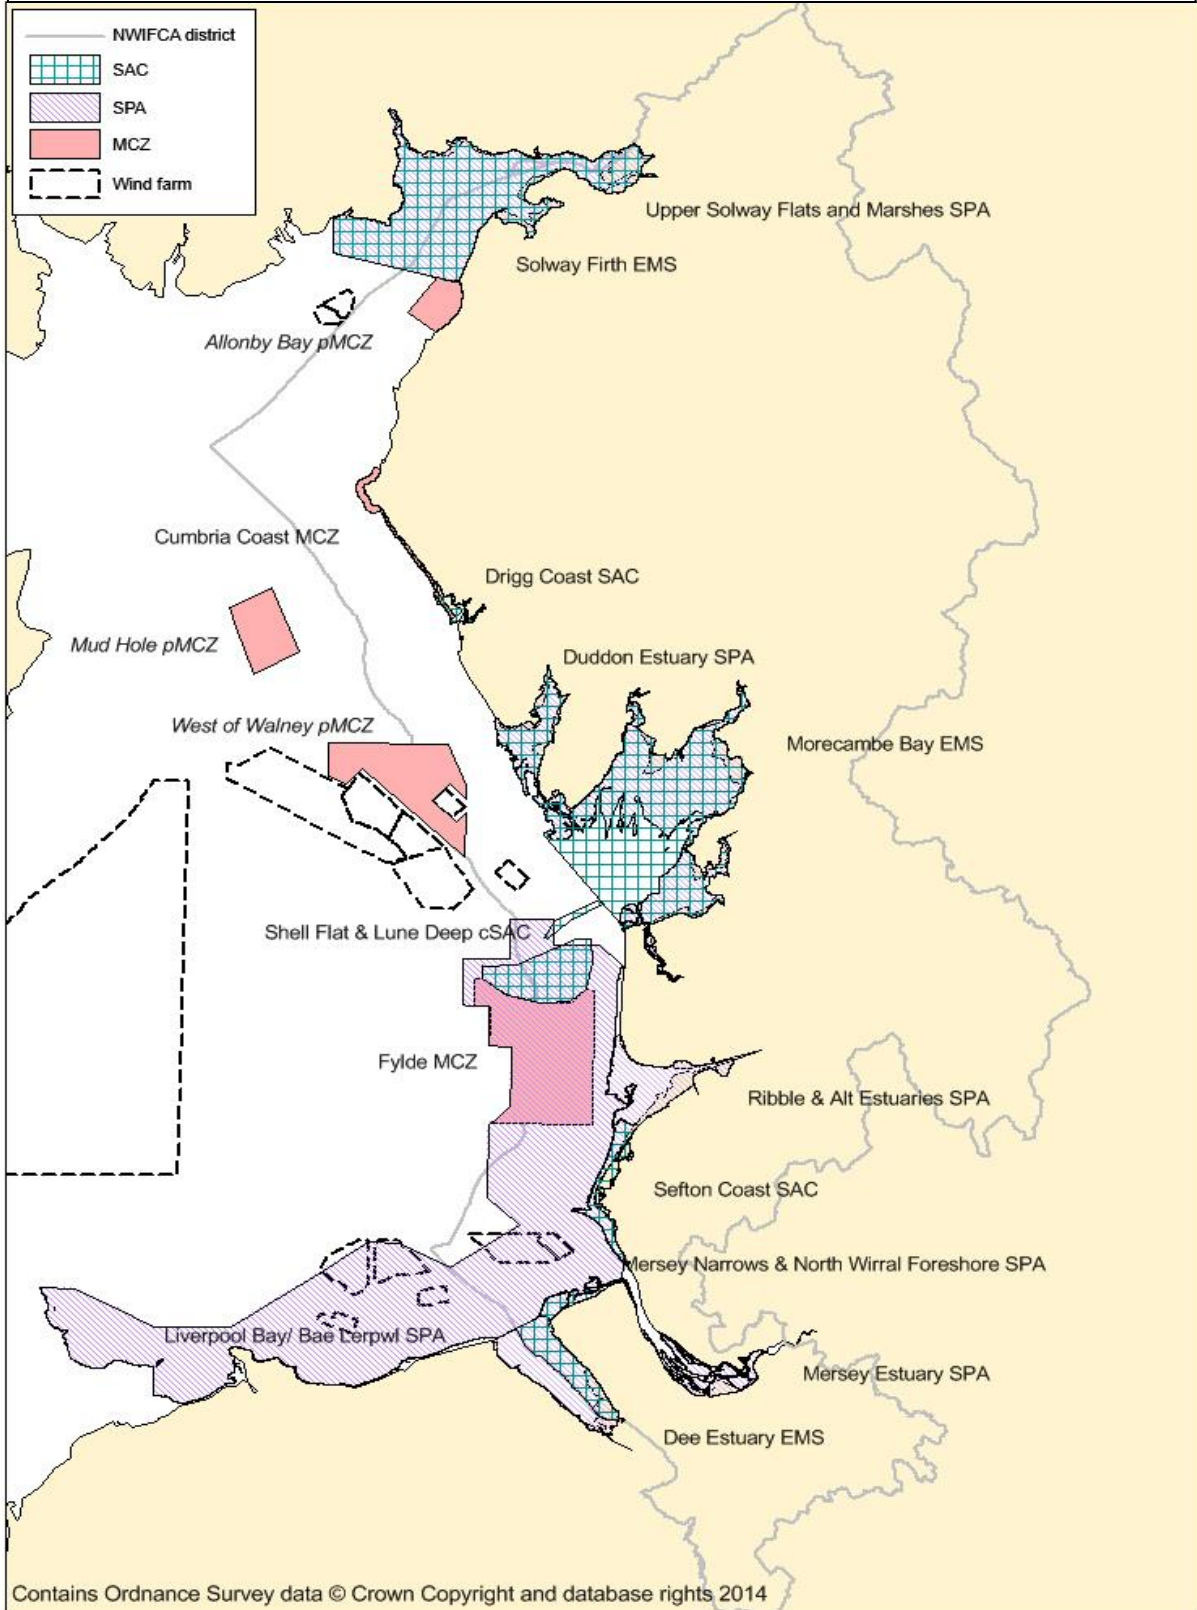 NWIFCA district
SAC
SPA
MCZ
Wind farm
Upper Solway Flats and Marshes SPA
Solway Firth EMS
Allonby Bay pMCZ
Cumbria Coast MCZ
Drigg Coast SAC
Mud Hole pMCZ
Duddon Estuary SPA
West of Walney pMCZ
Morecambe Bay EMS
Shell Flat & Lune Deep cSAC
Fylde MCZ
Ribble & Alt Estuaries SPA
Sefton Coast SAC
Mersey Narrows & North Wirral Foreshore SPA
Liverpool Bay/ Bae Lerpwl SPA
Mersey Estuary SPA
Dee Estuary EMS
Contains Ordnance Survey data © Crown Copyright and database rights 2014